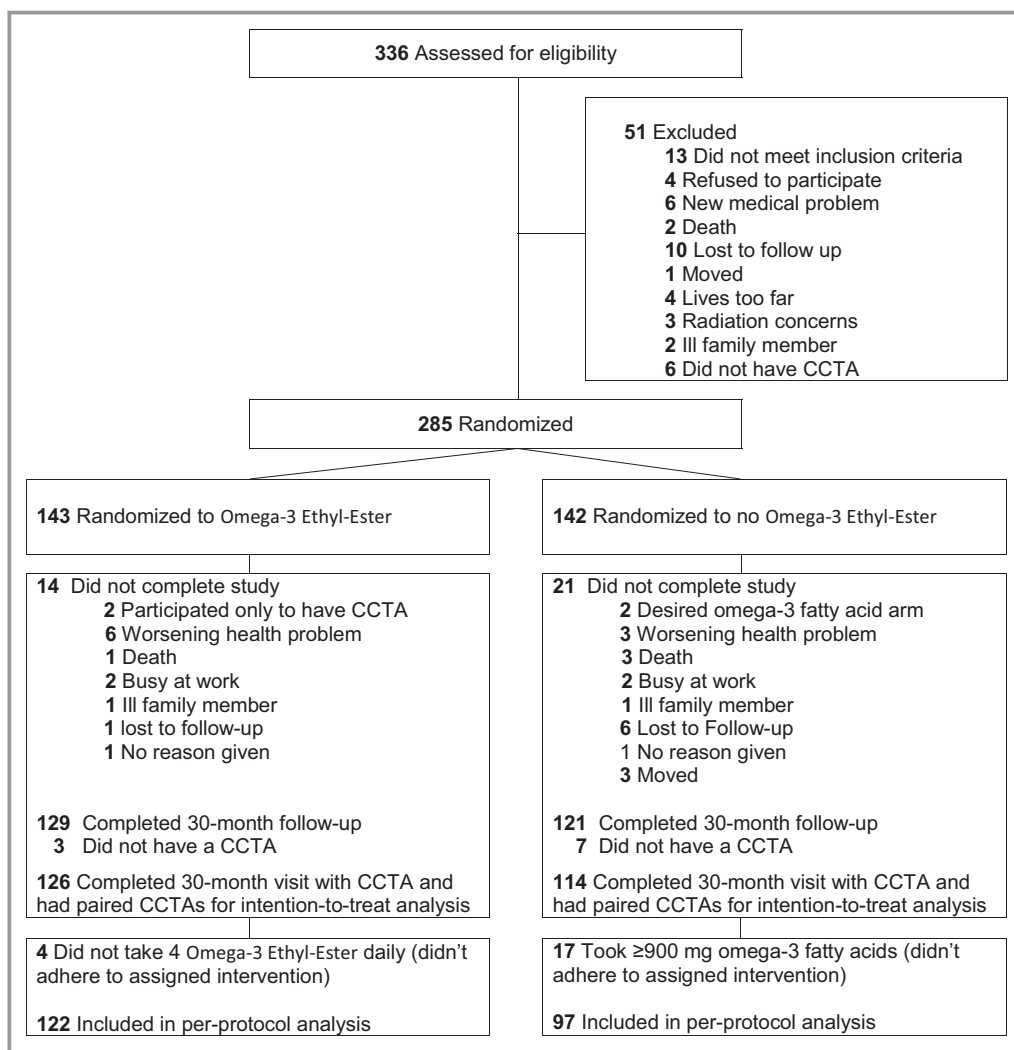 336 Assessed for eligibility
51 Excluded
13 Did not meet inclusion criteria
4 Refused to participate
6 New medical problem
2 Death
10 Lost to follow up
1 Moved
4 Lives too far
3 Radiation concerns
2 Ill family member
6 Did not have CCTA
285 Randomized
143 Randomized to Omega-3 Ethyl-Ester
14 Did not complete study
2 Participated only to have CCTA
6 Worsening health problem
1 Death
2 Busy at work
1 Ill family member
1 lost to follow-up
1 No reason given
129 Completed 30-month follow-up
3 Did not have a CCTA
126 Completed 30-month visit with CCTA and
had paired CCTAs for intention-to-treat analysis
4 Did not take 4 Omega-3 Ethyl-Ester daily (didn't
adhere to assigned intervention)
122 Included in per-protocol analysis
142 Randomized to no Omega-3 Ethyl-Ester
21 Did not complete study
2 Desired omega-3 fatty acid arm
3 Worsening health problem
3 Death
2 Busy at work
1 Ill family member
6 Lost to Follow-up
1 No reason given
3 Moved
121 Completed 30-month follow-up
7 Did not have a CCTA
114 Completed 30-month visit with CCTA and
had paired CCTAs for intention-to-treat analysis
17 Took ≥900 mg omega-3 fatty acids (didn't
adhere to assigned intervention)
97 Included in per-protocol analysis